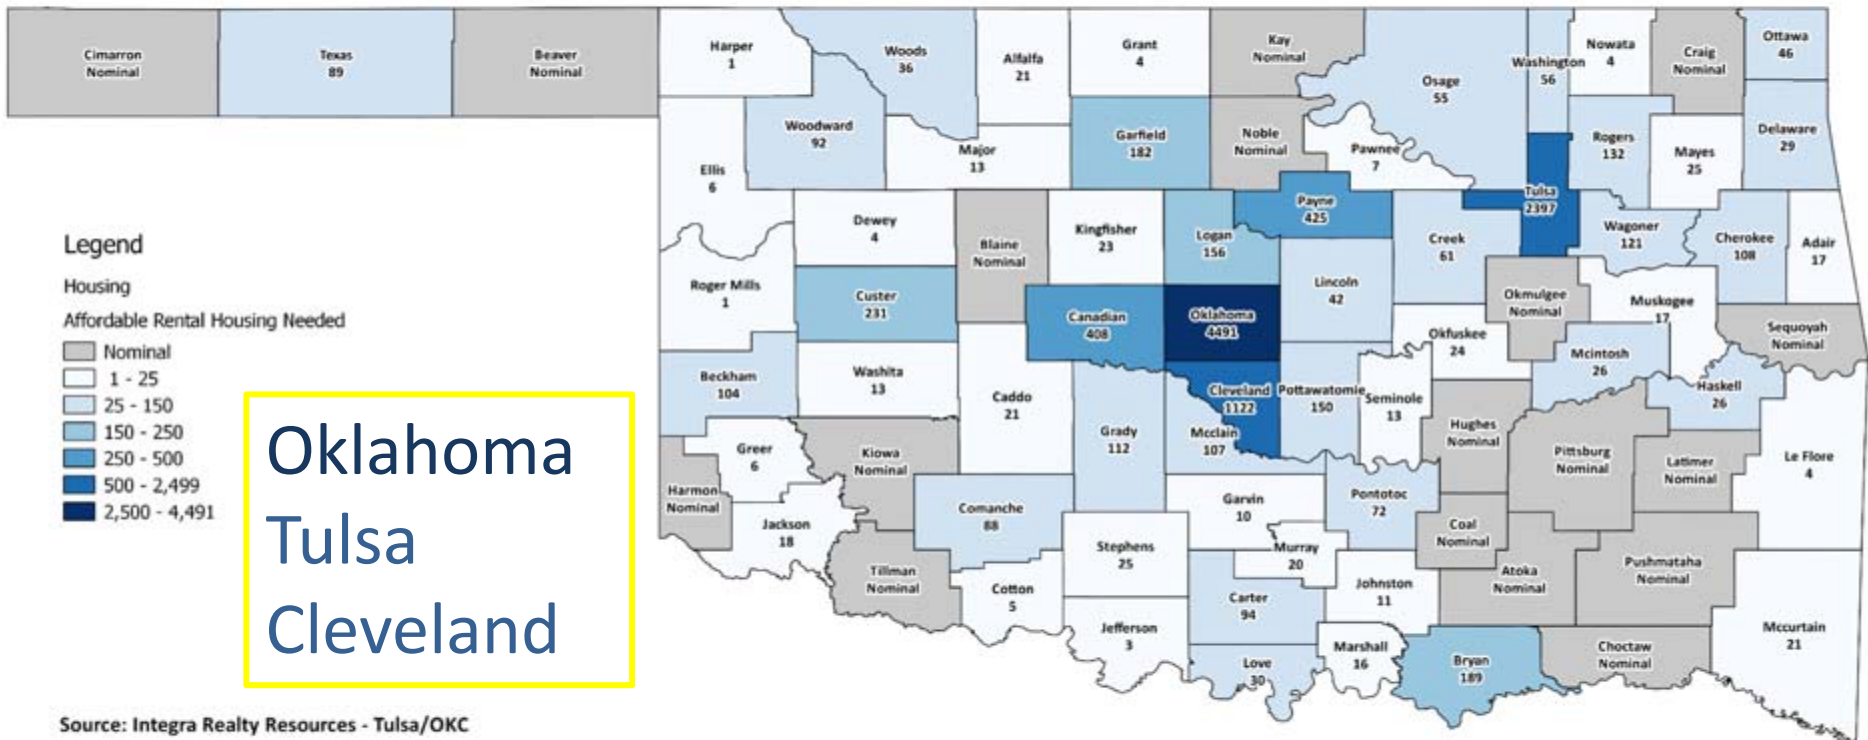 Cimarron
Nominal
Texas
89
Beaver
Nominal
Harper
1
Woods
36
Alfalfa
21
Grant
4
Kay
Nominal
Osage
55
Washington
56
Nowata
4
Craig
Nominal
Ottawa
46
Woodward
92
Major
13
Garfield
182
Noble
Nominal
Pawnee
7
Rogers
132
Mayes
25
Delaware
29
Ellis
6
Dewey
4
Blaine
Nominal
Kingfisher
23
Logan
156
Payne
425
Creek
61
Tulsa
2397
Wagoner
121
Cherokee
108
Adair
17
Roger Mills
1
Custer
231
Canadian
408
Oklahoma
4491
Lincoln
42
Okmulgee
Nominal
Muskogee
17
Sequoyah
Nominal
Okfuskee
24
Mcintosh
26
Haskell
26
Beckham
104
Washita
13
Caddo
21
Grady
112
Cleveland
1122
Mcclain
107
Pottawatomie
150
Seminole
13
Hughes
Nominal
Pittsburg
Nominal
Latimer
Nominal
Le Flore
4
Greer
6
Kiowa
Nominal
Harmon
Nominal
Jackson
18
Comanche
88
Garvin
10
Pontotoc
72
Coal
Nominal
Tillman
Nominal
Cotton
5
Stephens
25
Murray
20
Johnston
11
Atoka
Nominal
Pushmataha
Nominal
Jefferson
3
Carter
94
Love
30
Marshall
16
Bryan
189
Choctaw
Nominal
Mccurtain
21
Legend
Housing
Affordable Rental Housing Needed
Nominal
1 - 25
25 - 150
150 - 250
250 - 500
500 - 2,499
2,500 - 4,491
Oklahoma
Tulsa
Cleveland
Source: Integra Realty Resources - Tulsa/OKC